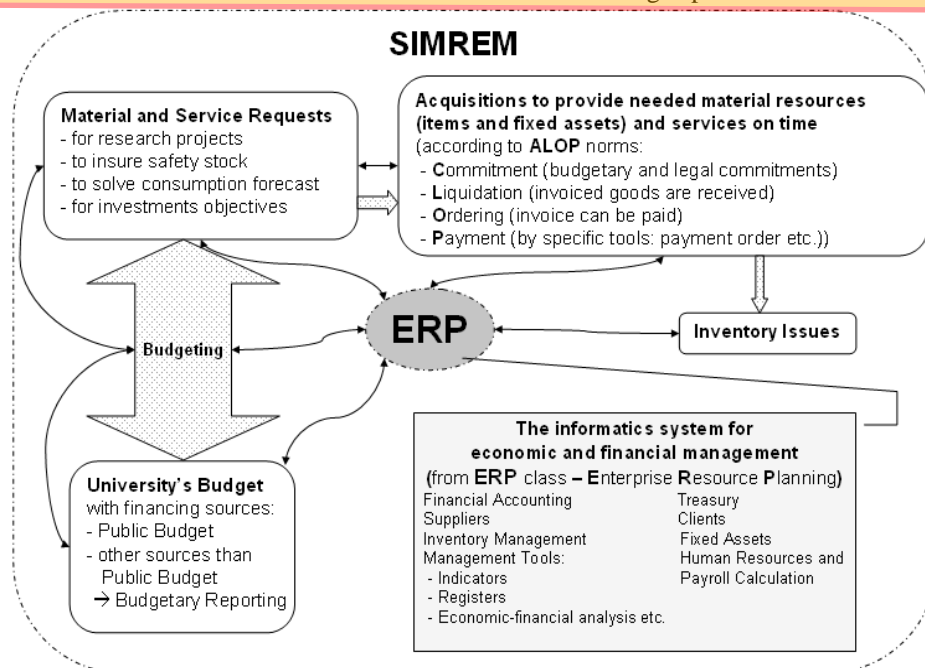 SIMREM
Material and Service Requests
- for research projects
- to insure safety stock
- to solve consumption forecast
- for investments objectives
Acquisitions to provide needed material resources
(items and fixed assets) and services on time
(according to ALOP norms:
- Commitment (budgetary and legal commitments)
- Liquidation (invoiced goods are received)
- Ordering (invoice can be paid)
- Payment (by specific tools: payment order etc.))
ERP
Inventory Issues
Budgeting
University's Budget
with financing sources:
- Public Budget
- other sources than
Public Budget
→ Budgetary Reporting
The informatics system for
economic and financial management
(from ERP class – Enterprise Resource Planning)
Financial Accounting
Suppliers
Inventory Management
Management Tools:
- Indicators
- Registers
- Economic-financial analysis etc.
Treasury
Clients
Fixed Assets
Human Resources and
Payroll Calculation